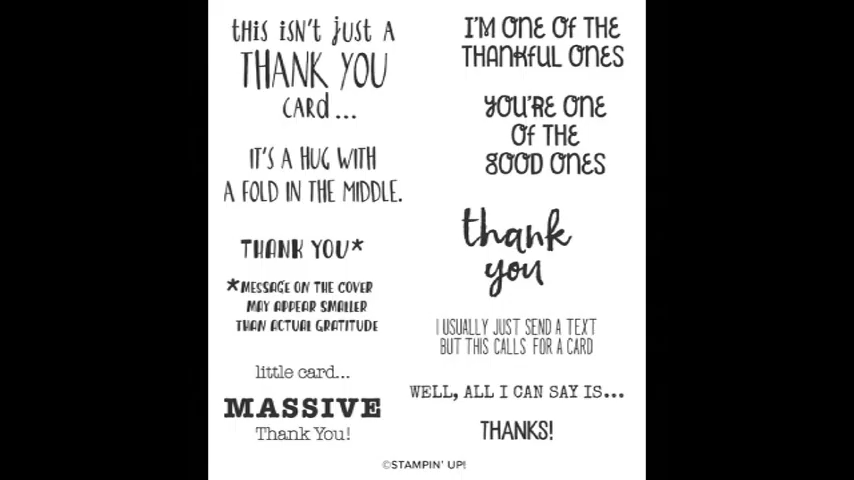 this isn't just a
THANK YOU
CARd...
IT'S A HUG WITH
A FOLD IN THE MIDDLE.
THANK YOU*
*MESSAGE ON THE COVER
MAY APPEAR SMALLER
THAN ACTUAL GRATITUDE
little card...
MASSIVE
Thank You!
I'M ONE OF THE
THANKFUL ONES
YOU'RE ONE
Of THE
GOOD ONES
thank
you
I USUALLY JUST SEND A TEXT
BUT THIS CALLS FOR A CARD
WELL, ALL I CAN SAY IS...
THANKS!
©STAMPIN' UP!